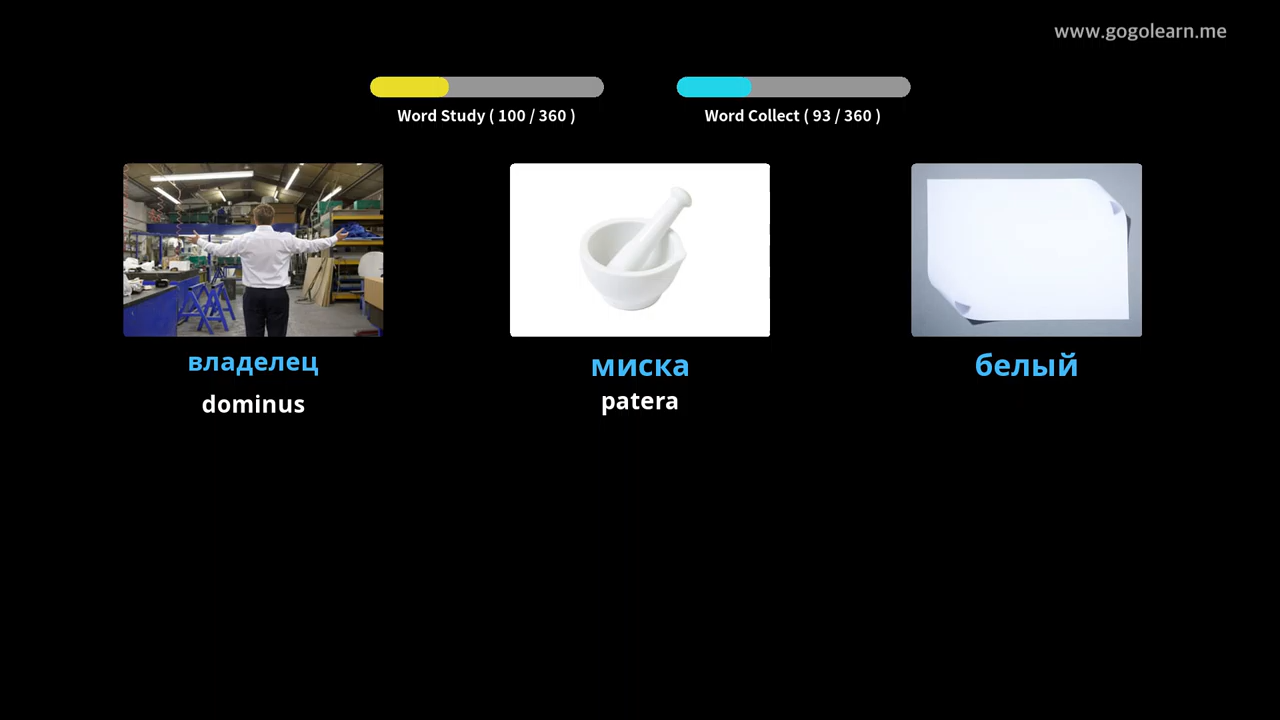 www.gogolearn.me
Word Study ( 100 / 360 )
Word Collect ( 93 / 360 )
владелец
dominus
миска
patera
белый